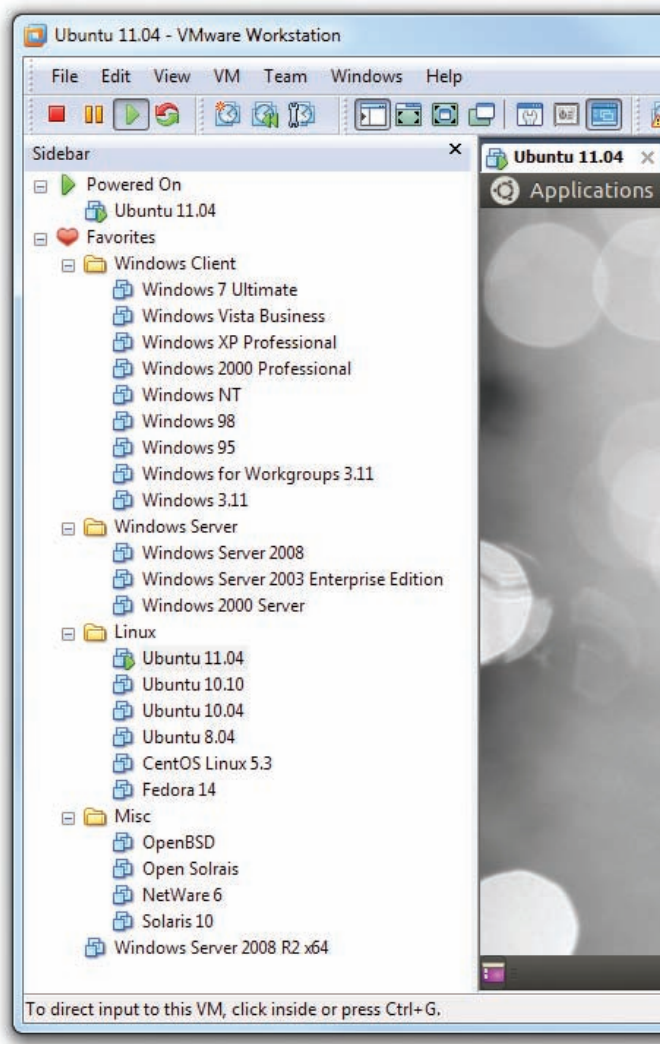 Ubuntu 11.04 - VMware Workstation
File Edit View VM Team Windows Help
Sidebar
Ubuntu 11.04
Applications
Powered On
Ubuntu 11.04
Favorites
Windows Client
Windows 7 Ultimate
Windows Vista Business
Windows XP Professional
Windows 2000 Professional
Windows NT
Windows 98
Windows 95
Windows for Workgroups 3.11
Windows 3.11
Windows Server
Windows Server 2008
Windows Server 2003 Enterprise Edition
Windows 2000 Server
Linux
Ubuntu 11.04
Ubuntu 10.10
Ubuntu 10.04
Ubuntu 8.04
CentOS Linux 5.3
Fedora 14
Misc
OpenBSD
Open Solrais
NetWare 6
Solaris 10
Windows Server 2008 R2 x64
To direct input to this VM, click inside or press Ctrl+G.